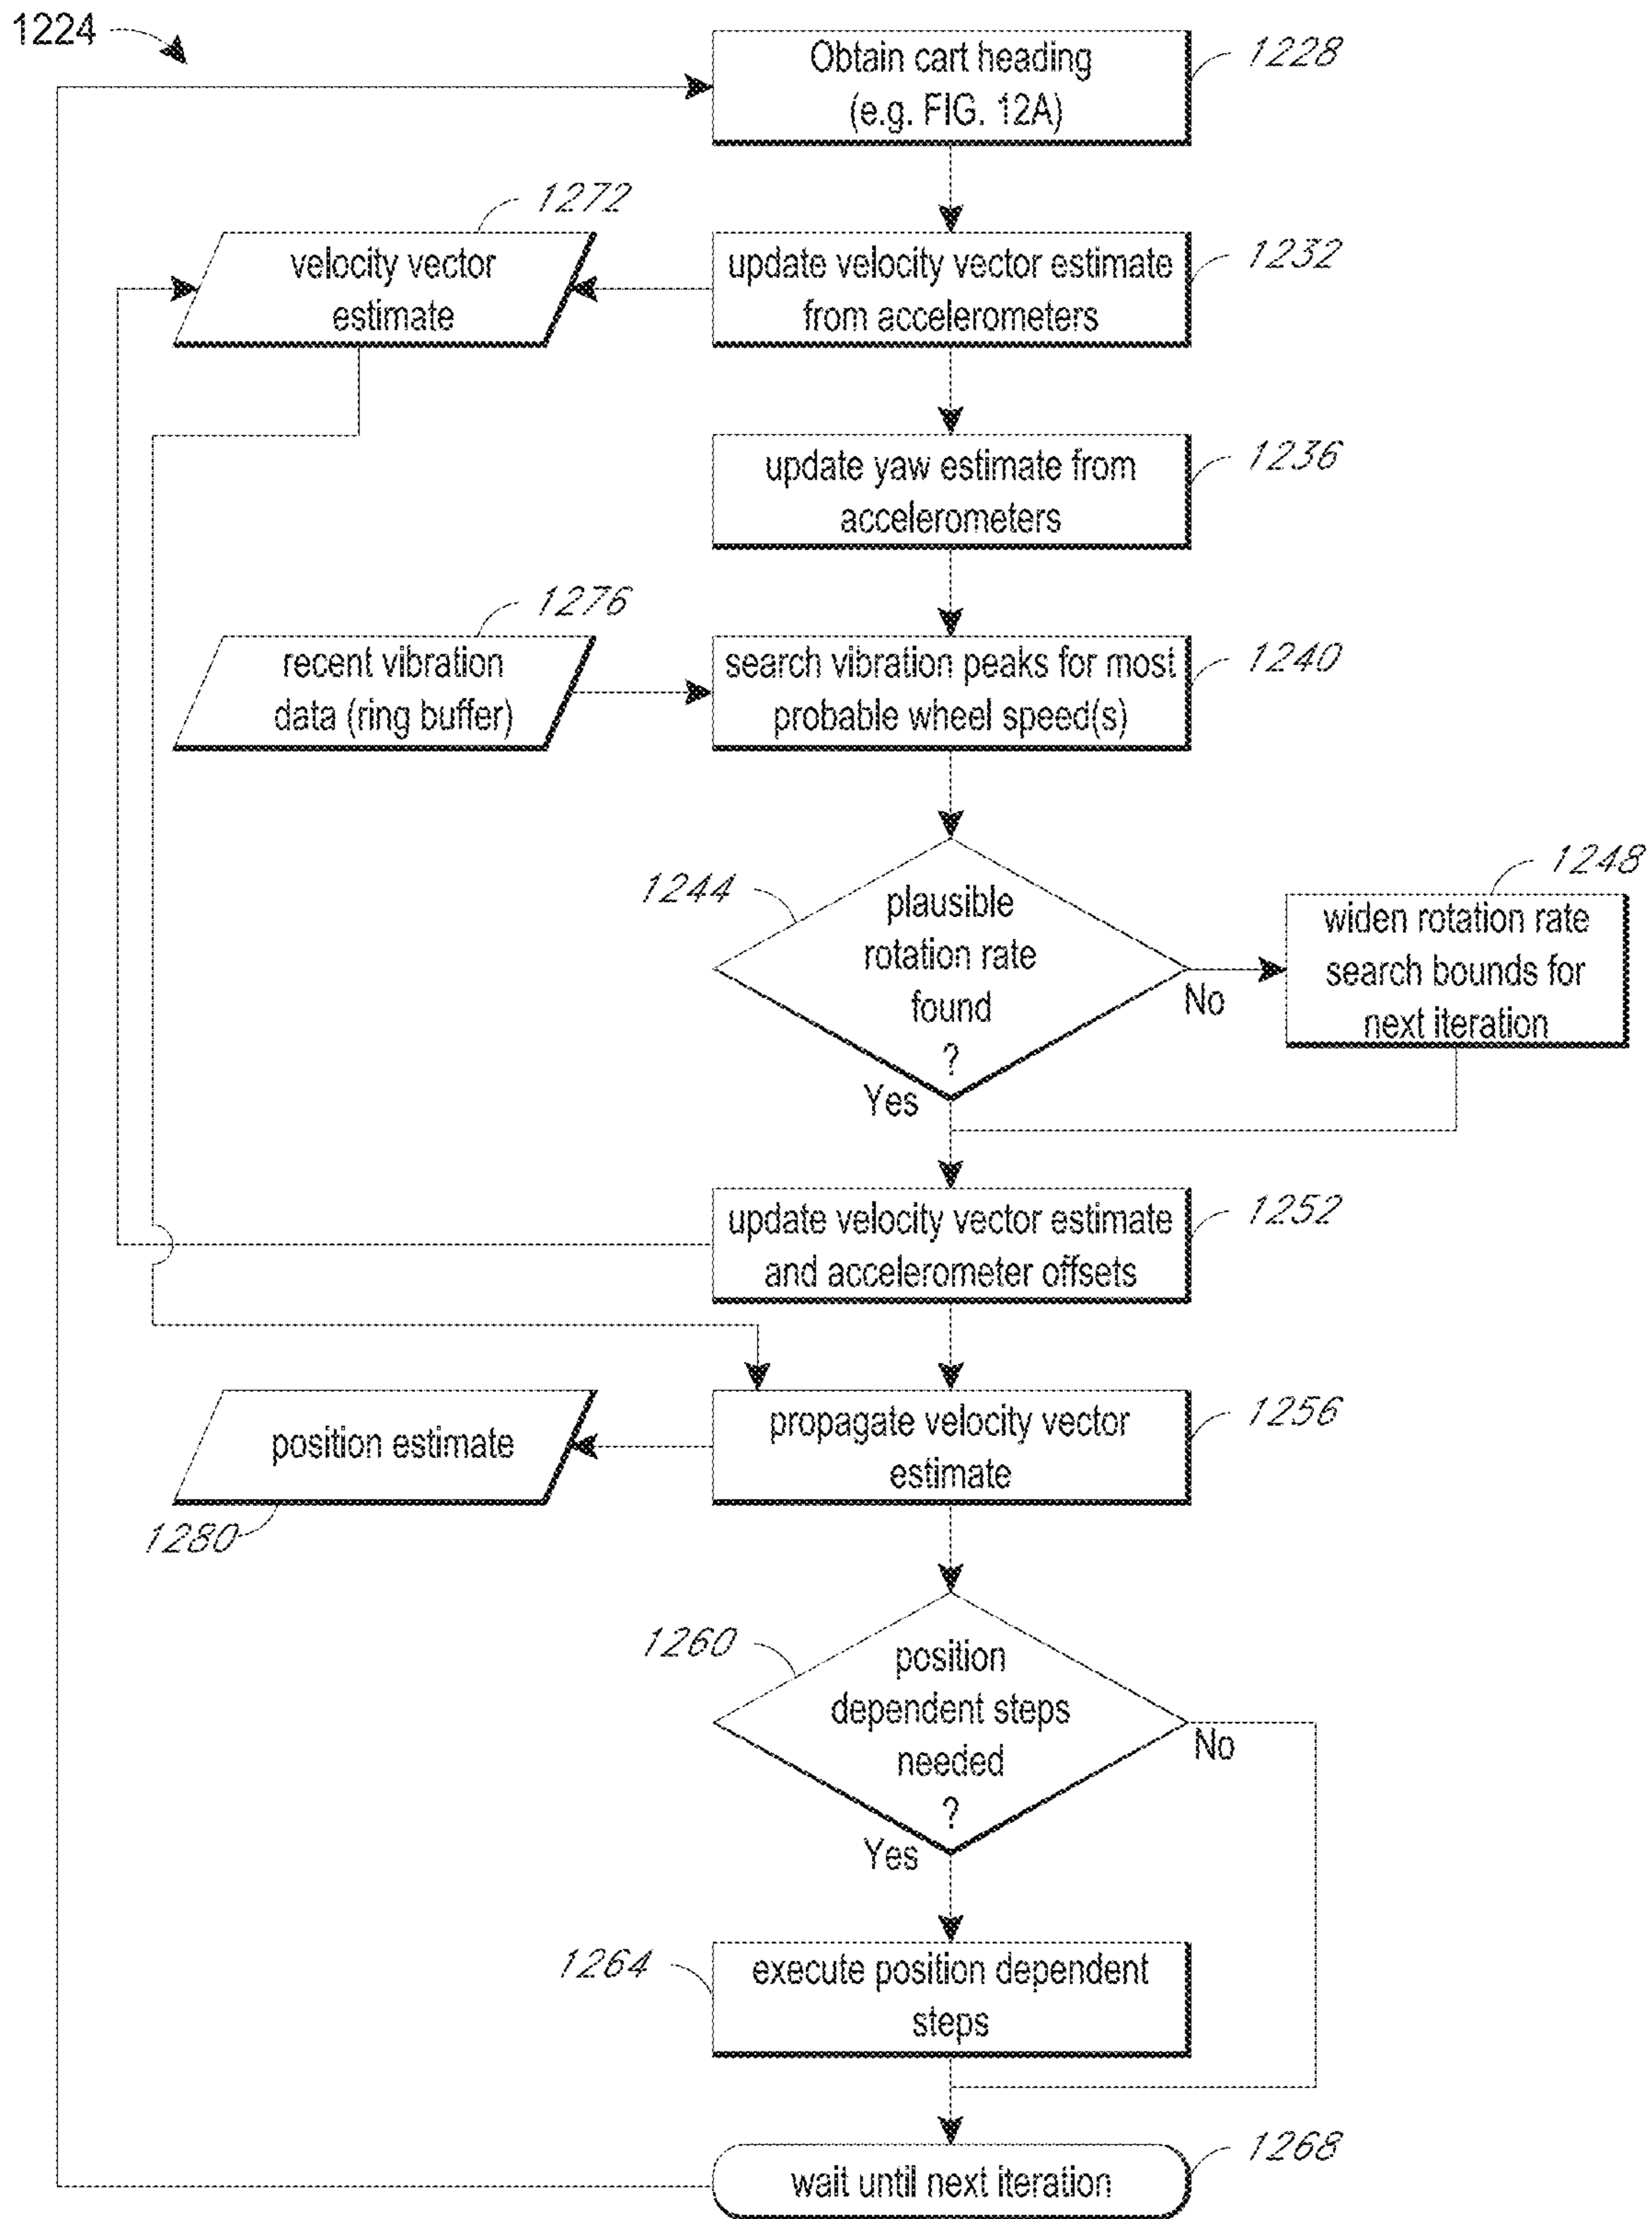 1224
Obtain cart heading
(e.g. FIG. 12A)
1228
1272
velocity vector
estimate
update velocity vector estimate
from accelerometers
1232
update yaw estimate from
accelerometers
1236
1276
recent vibration
data (ring buffer)
search vibration peaks for most
probable wheel speed(s)
1240
1244
plausible
rotation rate
found
?
Yes
No
1248
widen rotation rate
search bounds for
next iteration
update velocity vector estimate
and accelerometer offsets
1252
position estimate
1280
propagate velocity vector
estimate
1256
1260
position
dependent steps
needed
?
Yes
No
1264
execute position dependent
steps
wait until next iteration
1268